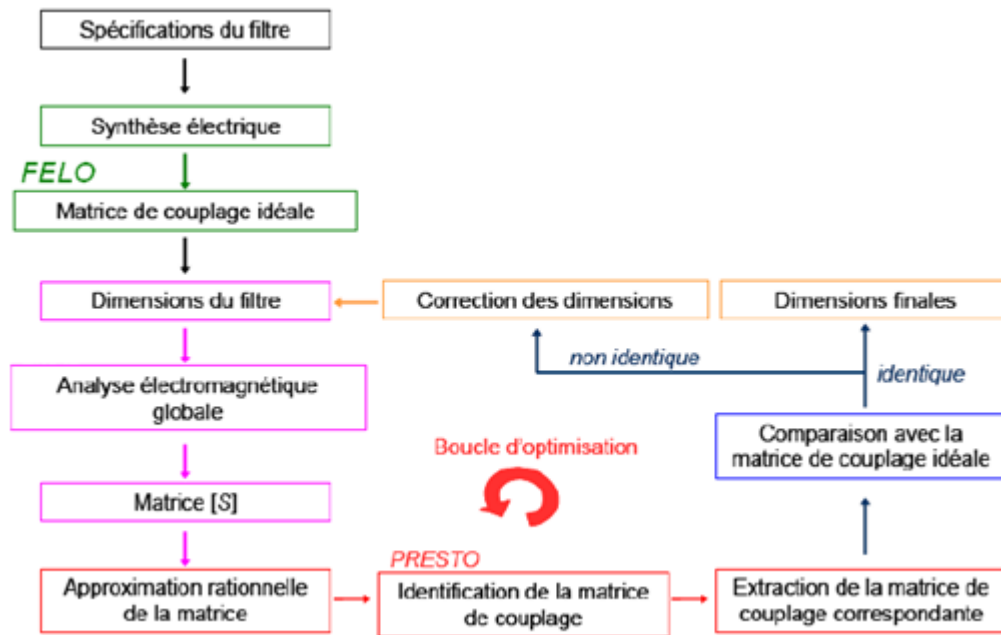 Spécifications du filtre
Synthèse électrique
FELO
Matrice de couplage idéale
Dimensions du filtre
Correction des dimensions
Dimensions finales
non identique
identique
Analyse électromagnétique
globale
Comparaison avec la
matrice de couplage idéale
Boucle d'optimisation
Matrice [S]
PRESTO
Approximation rationnelle
de la matrice
Identification de la matrice
de couplage
Extraction de la matrice de
couplage correspondante